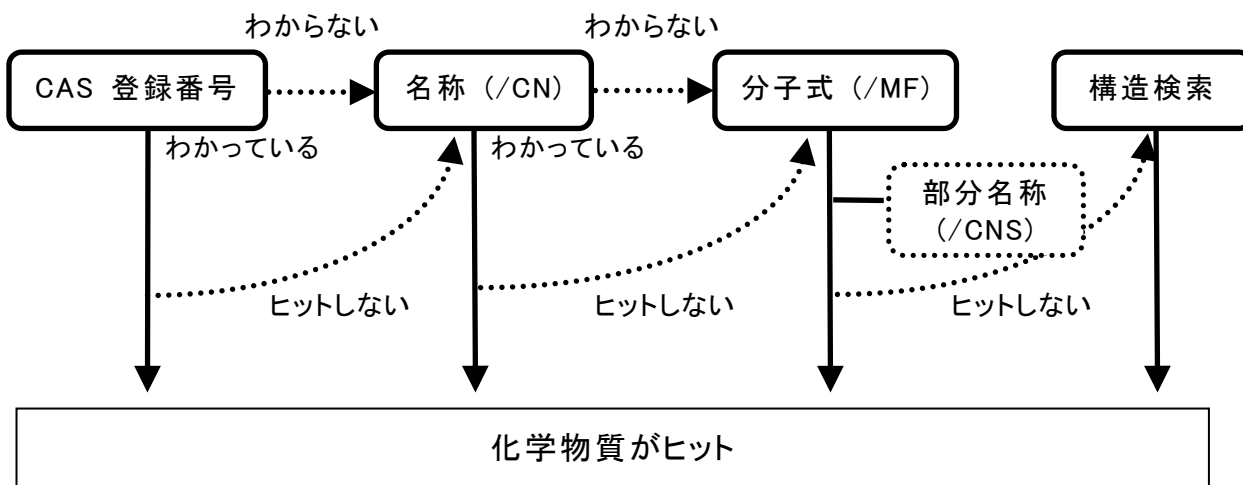 わからない
わからない
CAS 登録番号
名称 (/CN)
分子式 (/MF)
構造検索
わかっている
わかっている
部分名称
(/CNS)
ヒットしない
ヒットしない
ヒットしない
化学物質がヒット